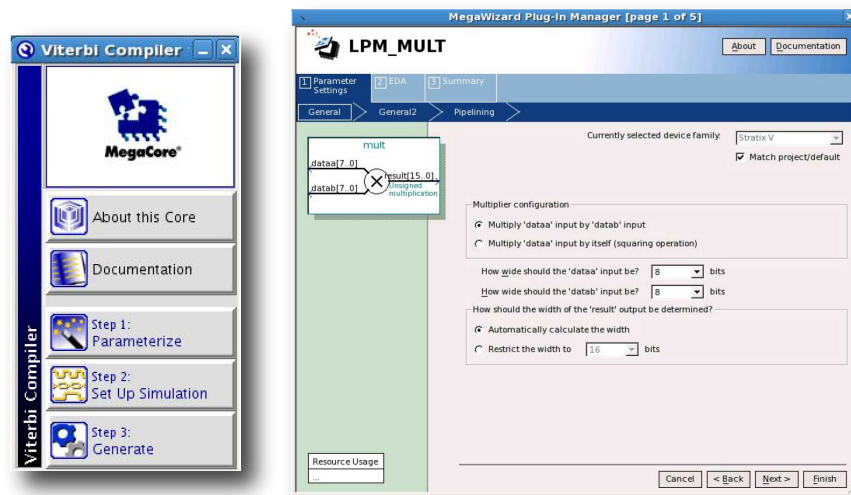 Viterbi Compiler
MegaCore®
About this Core
Documentation
Step 1:
Parameterize
Step 2:
Set Up Simulation
Step 3:
Generate
Viterbi Compiler
MegaWizard Plug-In Manager [page 1 of 5]
LPM_MULT
About
Documentation
1 Parameter
Settings
2 EDA
3 Summary
General
General2
Pipelining
mult
dataa[7..0]
result[15..0]
datab[7..0]
Unsigned
multiplication
Currently selected device family:
Stratix V
Match project/default
Multiplier configuration
Multiply 'dataa' input by 'datab' input
Multiply 'dataa' input by itself (squaring operation)
How wide should the 'dataa' input be? 8 bits
How wide should the 'datab' input be? 8 bits
How should the width of the 'result' output be determined?
Automatically calculate the width
Restrict the width to 16 bits
Resource Usage
...
Cancel
< Back
Next >
Finish